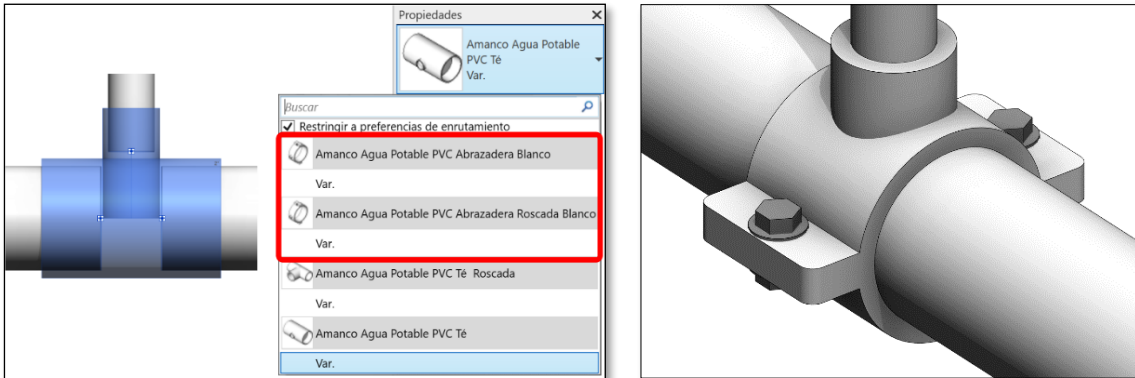 Propiedades
Amanco Agua Potable
PVC Té
Var.
Buscar
Restringir a preferencias de enrutamiento
Amanco Agua Potable PVC Abrazadera Blanco
Var.
Amanco Agua Potable PVC Abrazadera Roscada Blanco
Var.
Amanco Agua Potable PVC Té Roscada
Var.
Amanco Agua Potable PVC Té
Var.